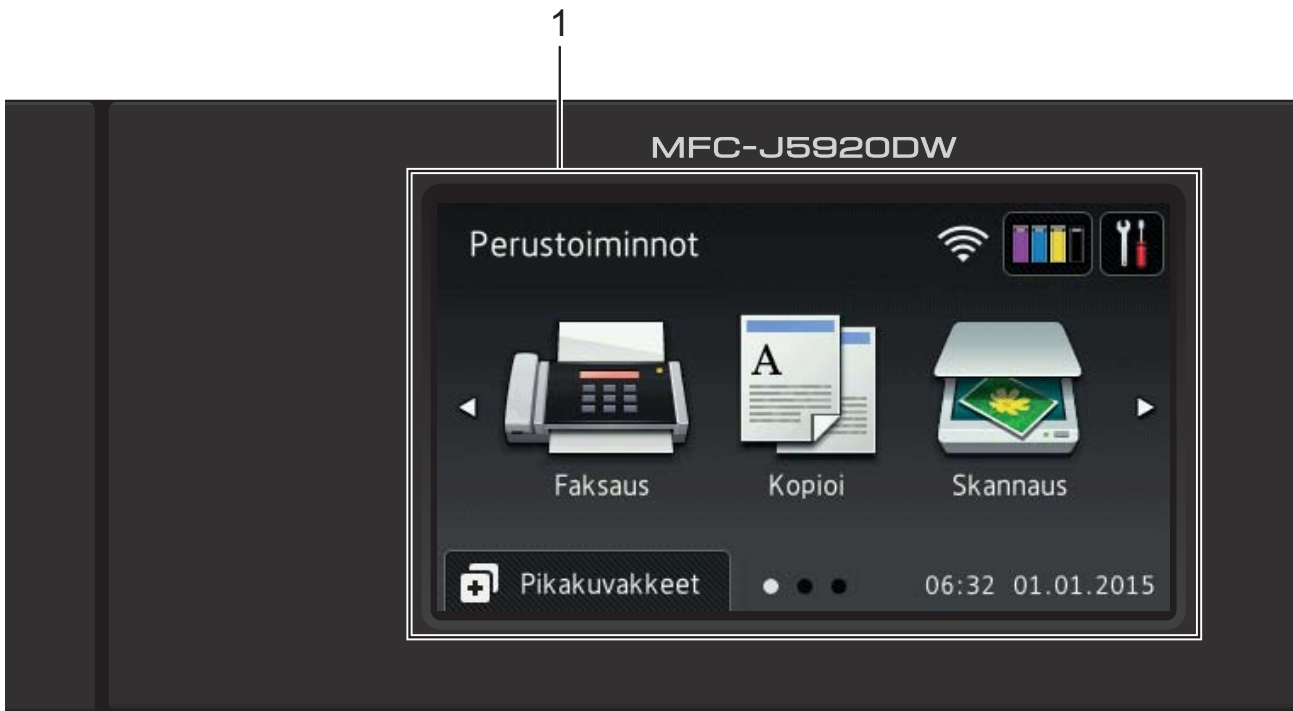 1
MFC-J5920DW
Perustoiminnot
A
Faksaus Kopioi Skannaus
Pikakuvakkeet 06:32 01.01.2015